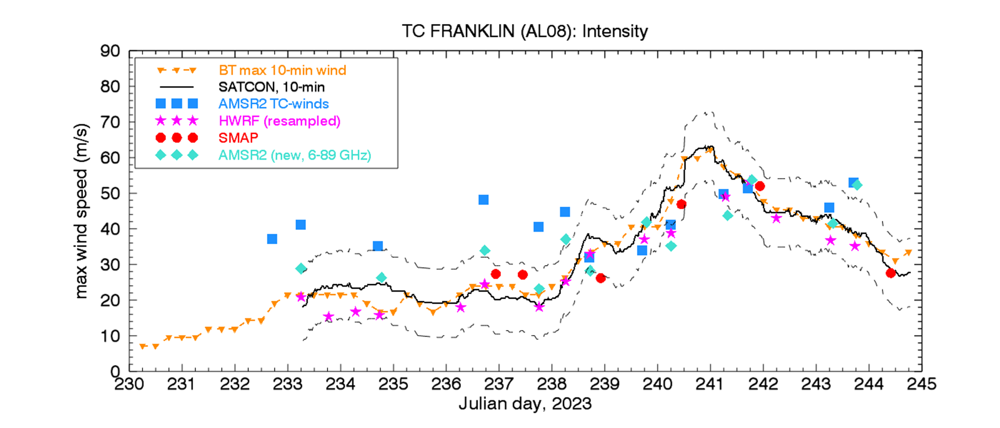 TC FRANKLIN (AL08): Intensity
90
80
70
60
50
40
30
20
10
0
max wind speed (m/s)
BT max 10-min wind
SATCON, 10-min
AMSR2 TC-winds
HWRF (resampled)
SMAP
AMSR2 (new, 6-89 GHz)
230 231 232 233 234 235 236 237 238 239 240 241 242 243 244 245
Julian day, 2023